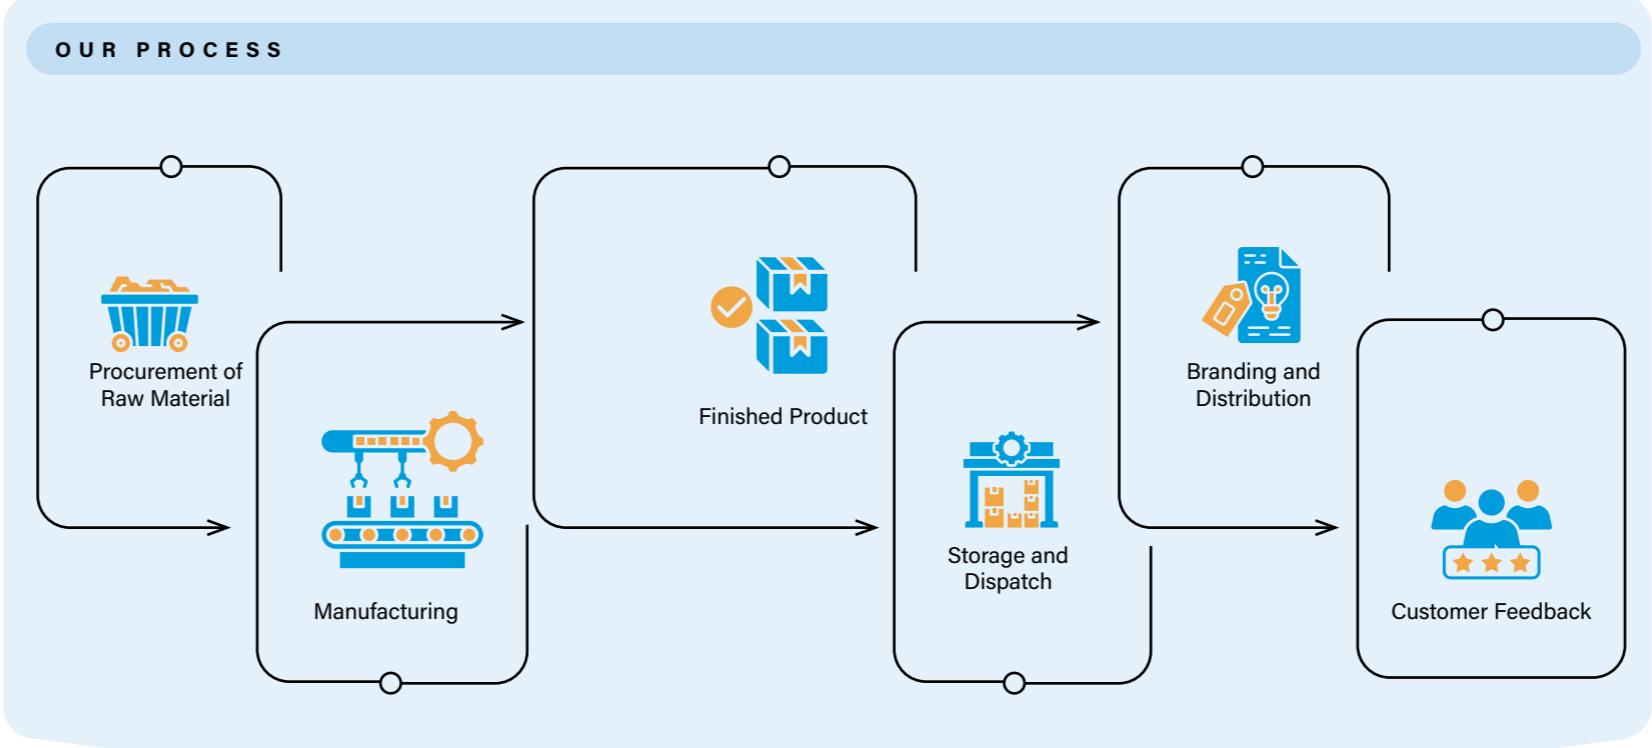 OUR PROCESS
Procurement of
Raw Material
Manufacturing
Finished Product
Storage and
Dispatch
Branding and
Distribution
Customer Feedback